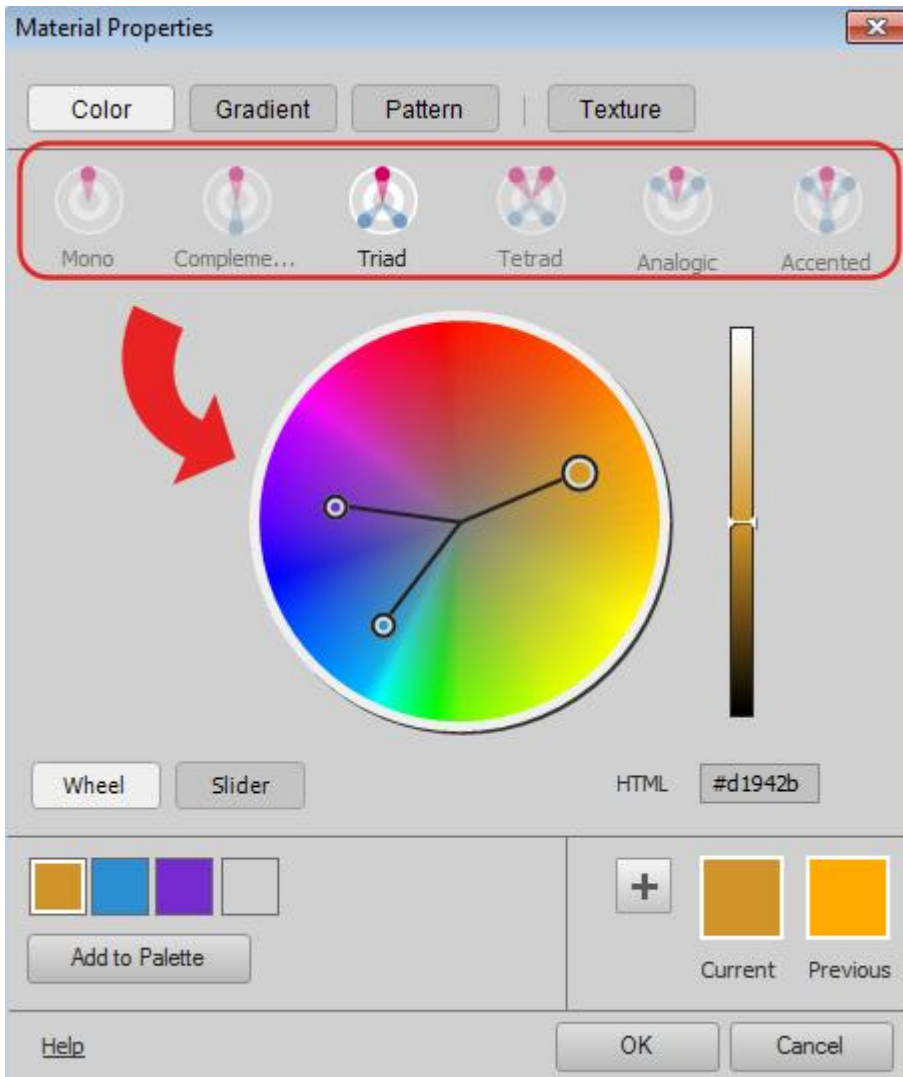 Material Properties
Color Gradient Pattern Texture
Mono Compleme... Triad Tetrad Analogic Accented
Wheel Slider HTML #d1942b
Add to Palette
Current Previous
Help OK Cancel